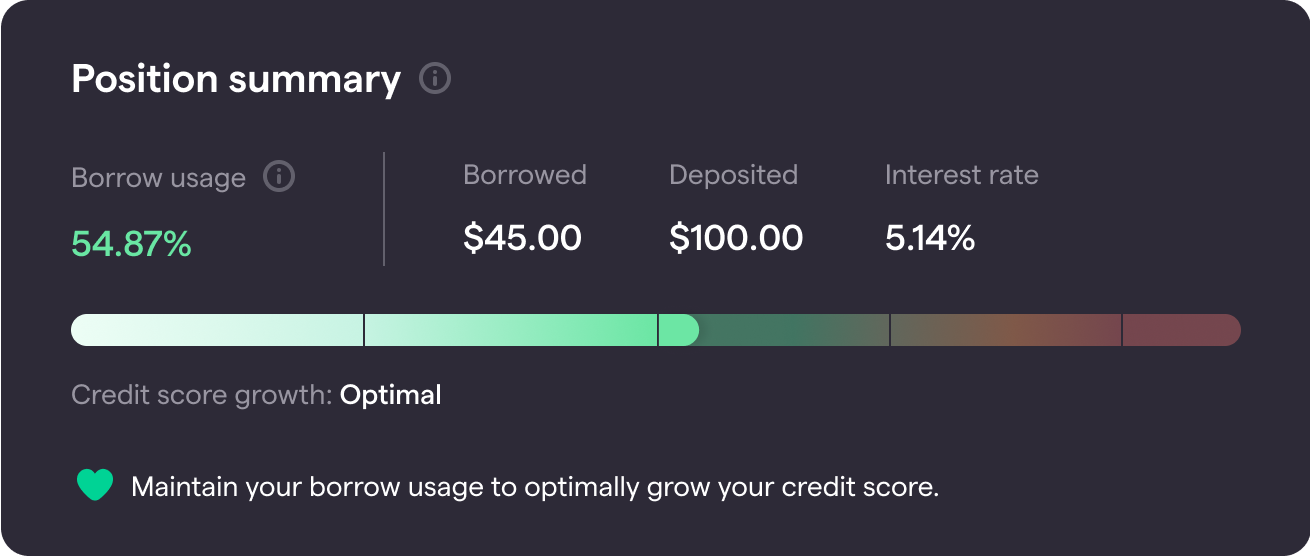 Position summary
Borrow usage
54.87%
Borrowed
$45.00
Deposited
$100.00
Interest rate
5.14%
Credit score growth: Optimal
Maintain your borrow usage to optimally grow your credit score.